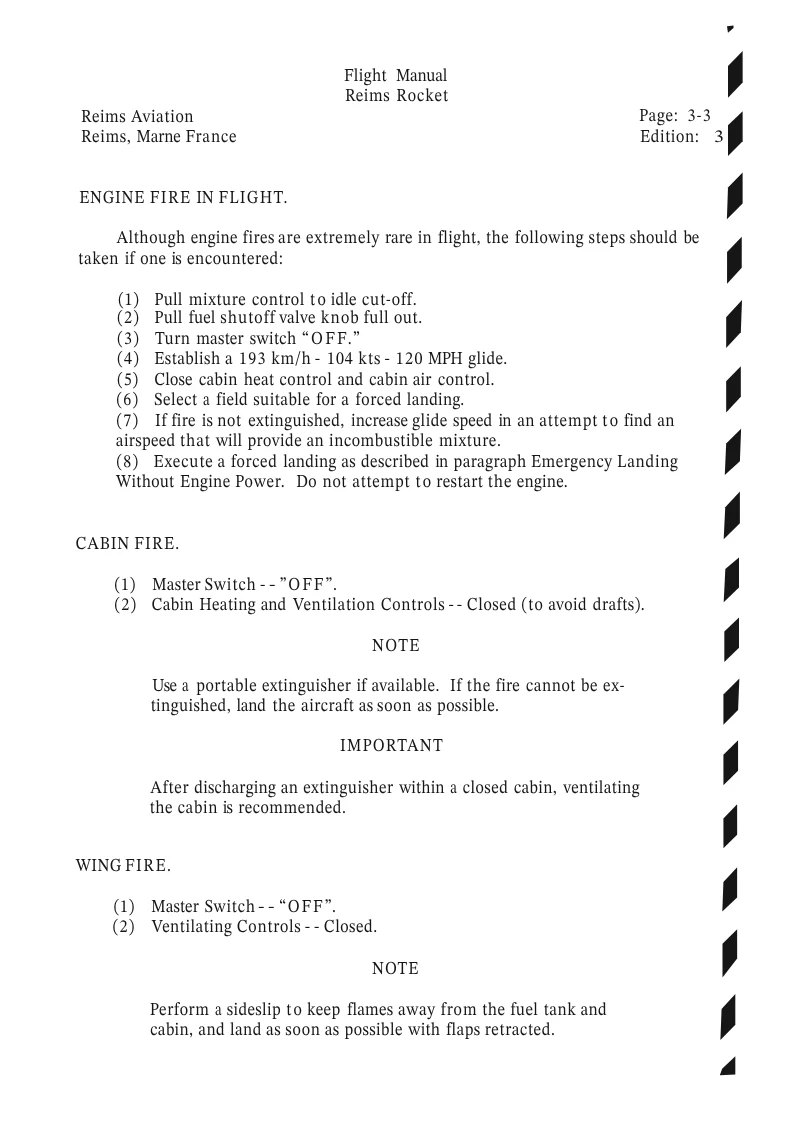 Flight Manual
Reims Rocket
Reims Aviation
Page: 3-3
Reims, Marne France
Edition: 3
ENGINE FIRE IN FLIGHT.
Although engine fires are extremely rare in flight, the following steps should be
taken if one is encountered:
(1) Pull mixture control to idle cut-off.
(2) Pull fuel shutoff valve knob full out.
(3) Turn master switch “OFF.”
(4) Establish a 193 km/h - 104 kts - 120 MPH glide.
(5) Close cabin heat control and cabin air control.
(6) Select a field suitable for a forced landing.
(7) If fire is not extinguished, increase glide speed in an attempt to find an
airspeed that will provide an incombustible mixture.
(8) Execute a forced landing as described in paragraph Emergency Landing
Without Engine Power. Do not attempt to restart the engine.
CABIN FIRE.
(1) Master Switch - - ”OFF”.
(2) Cabin Heating and Ventilation Controls - - Closed (to avoid drafts).
NOTE
Use a portable extinguisher if available. If the fire cannot be ex-
tinguished, land the aircraft as soon as possible.
IMPORTANT
After discharging an extinguisher within a closed cabin, ventilating
the cabin is recommended.
WING FIRE.
(1) Master Switch - - “OFF”.
(2) Ventilating Controls - - Closed.
NOTE
Perform a sideslip to keep flames away from the fuel tank and
cabin, and land as soon as possible with flaps retracted.